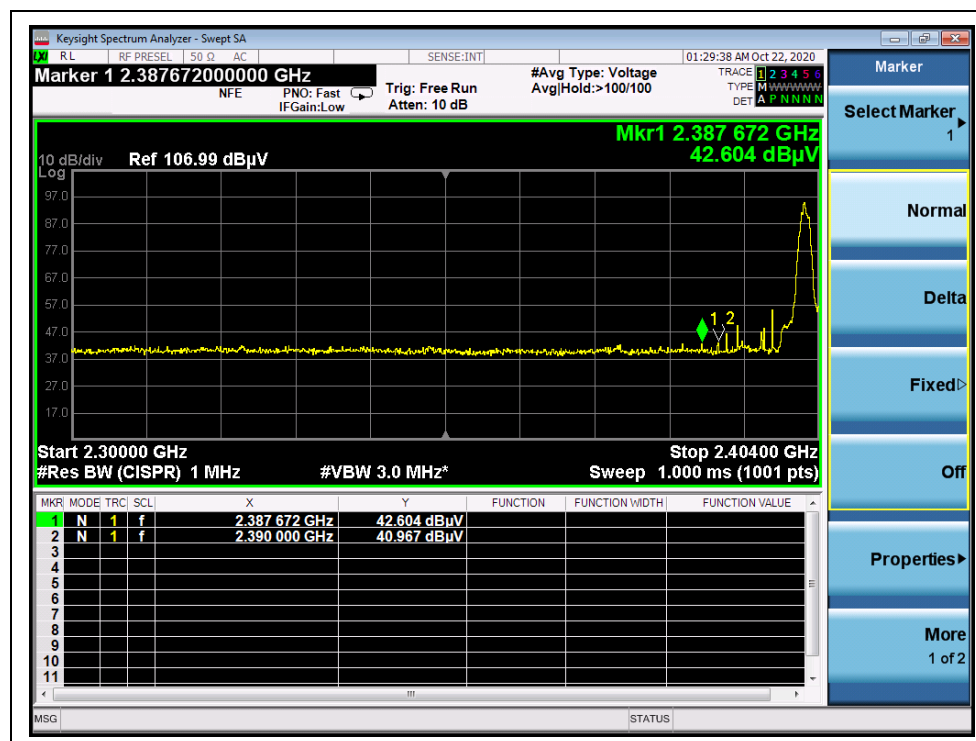 Keysight Spectrum Analyzer - Swept SA
LXI RL RF PRESEL 50 Ω AC SENSE:INT 01:29:38 AM Oct 22, 2020
Marker 1 2.387672000000 GHz
NFE PNO: Fast IFGain:Low
Trig: Free Run
Atten: 10 dB
#Avg Type: Voltage
Avg|Hold:>100/100
TRACE 1 2 3 4 5 6
TYPE M WWWWW
DET A P N N N N
Mkr1 2.387 672 GHz
42.604 dBµV
10 dB/div Ref 106.99 dBµV
Log
97.0
87.0
77.0
67.0
57.0
47.0
37.0
27.0
17.0
1 2
Start 2.30000 GHz Stop 2.40400 GHz
#Res BW (CISPR) 1 MHz #VBW 3.0 MHz* Sweep 1.000 ms (1001 pts)
MKR MODE TRC SCL X Y FUNCTION FUNCTION WIDTH FUNCTION VALUE
1 N 1 f 2.387 672 GHz 42.604 dBµV
2 N 1 f 2.390 000 GHz 40.967 dBµV
3
4
5
6
7
8
9
10
11
MSG STATUS
Marker
Select Marker
1
Normal
Delta
Fixed
Off
Properties
More
1 of 2